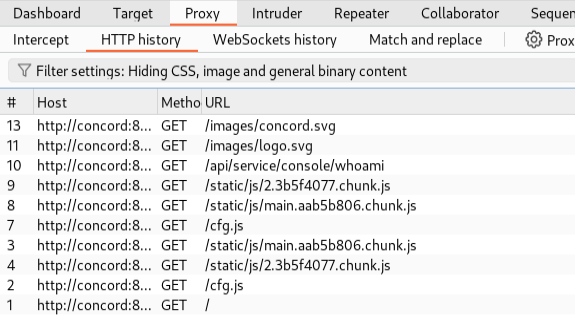 Dashboard Target Proxy Intruder Repeater Collaborator Sequen
Intercept HTTP history WebSockets history Match and replace Prox
Filter settings: Hiding CSS, image and general binary content
# Host Metho URL
13 http://concord:8... GET /images/concord.svg
11 http://concord:8... GET /images/logo.svg
10 http://concord:8... GET /api/service/console/whoami
9 http://concord:8... GET /static/js/2.3b5f4077.chunk.js
8 http://concord:8... GET /static/js/main.aab5b806.chunk.js
7 http://concord:8... GET /cfg.js
3 http://concord:8... GET /static/js/main.aab5b806.chunk.js
4 http://concord:8... GET /static/js/2.3b5f4077.chunk.js
2 http://concord:8... GET /cfg.js
1 http://concord:8... GET /